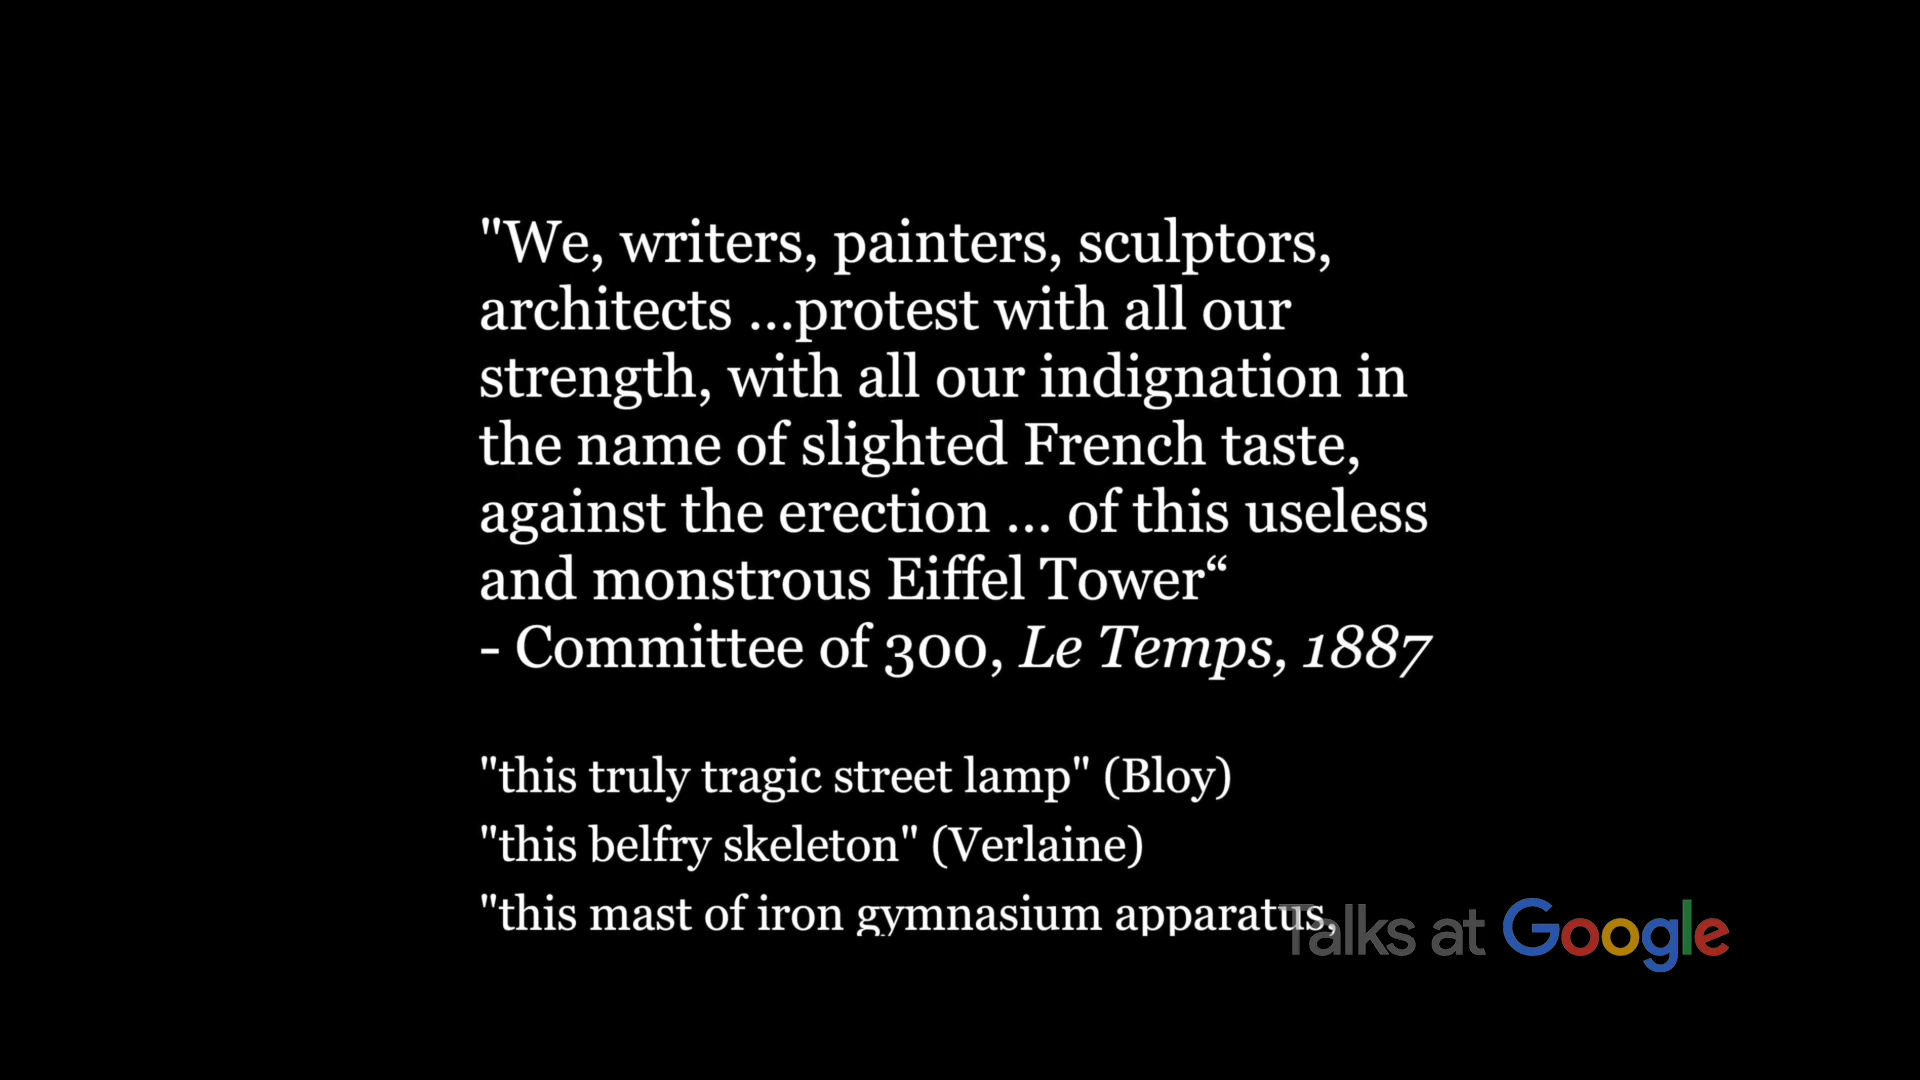 "We, writers, painters, sculptors,
architects ...protest with all our
strength, with all our indignation in
the name of slighted French taste,
against the erection ... of this useless
and monstrous Eiffel Tower“
- Committee of 300, Le Temps, 1887
"this truly tragic street lamp" (Bloy)
"this belfry skeleton" (Verlaine)
"this mast of iron gymnasium apparatus,
Talks at Google